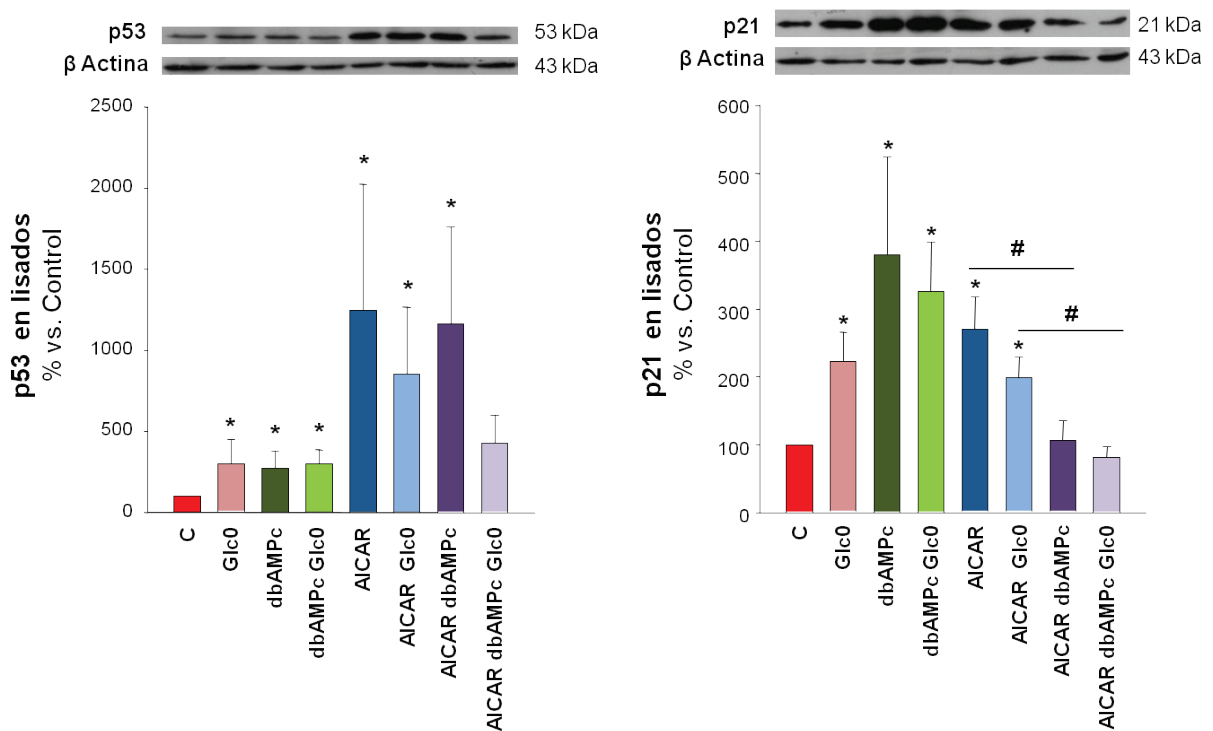 p53
53 kDa
β Actina
43 kDa
p53 en lisados
% vs. Control
2500
2000
1500
1000
500
0
*
*
*
*
*
*
C
Glc0
dbAMPc
dbAMPc Glc0
AICAR
AICAR Glc0
AICAR dbAMPc
AICAR dbAMPc Glc0
p21
21 kDa
β Actina
43 kDa
p21 en lisados
% vs. Control
600
500
400
300
200
100
0
*
*
*
*
*
#
#
C
Glc0
dbAMPc
dbAMPc Glc0
AICAR
AICAR Glc0
AICAR dbAMPc
AICAR dbAMPc Glc0